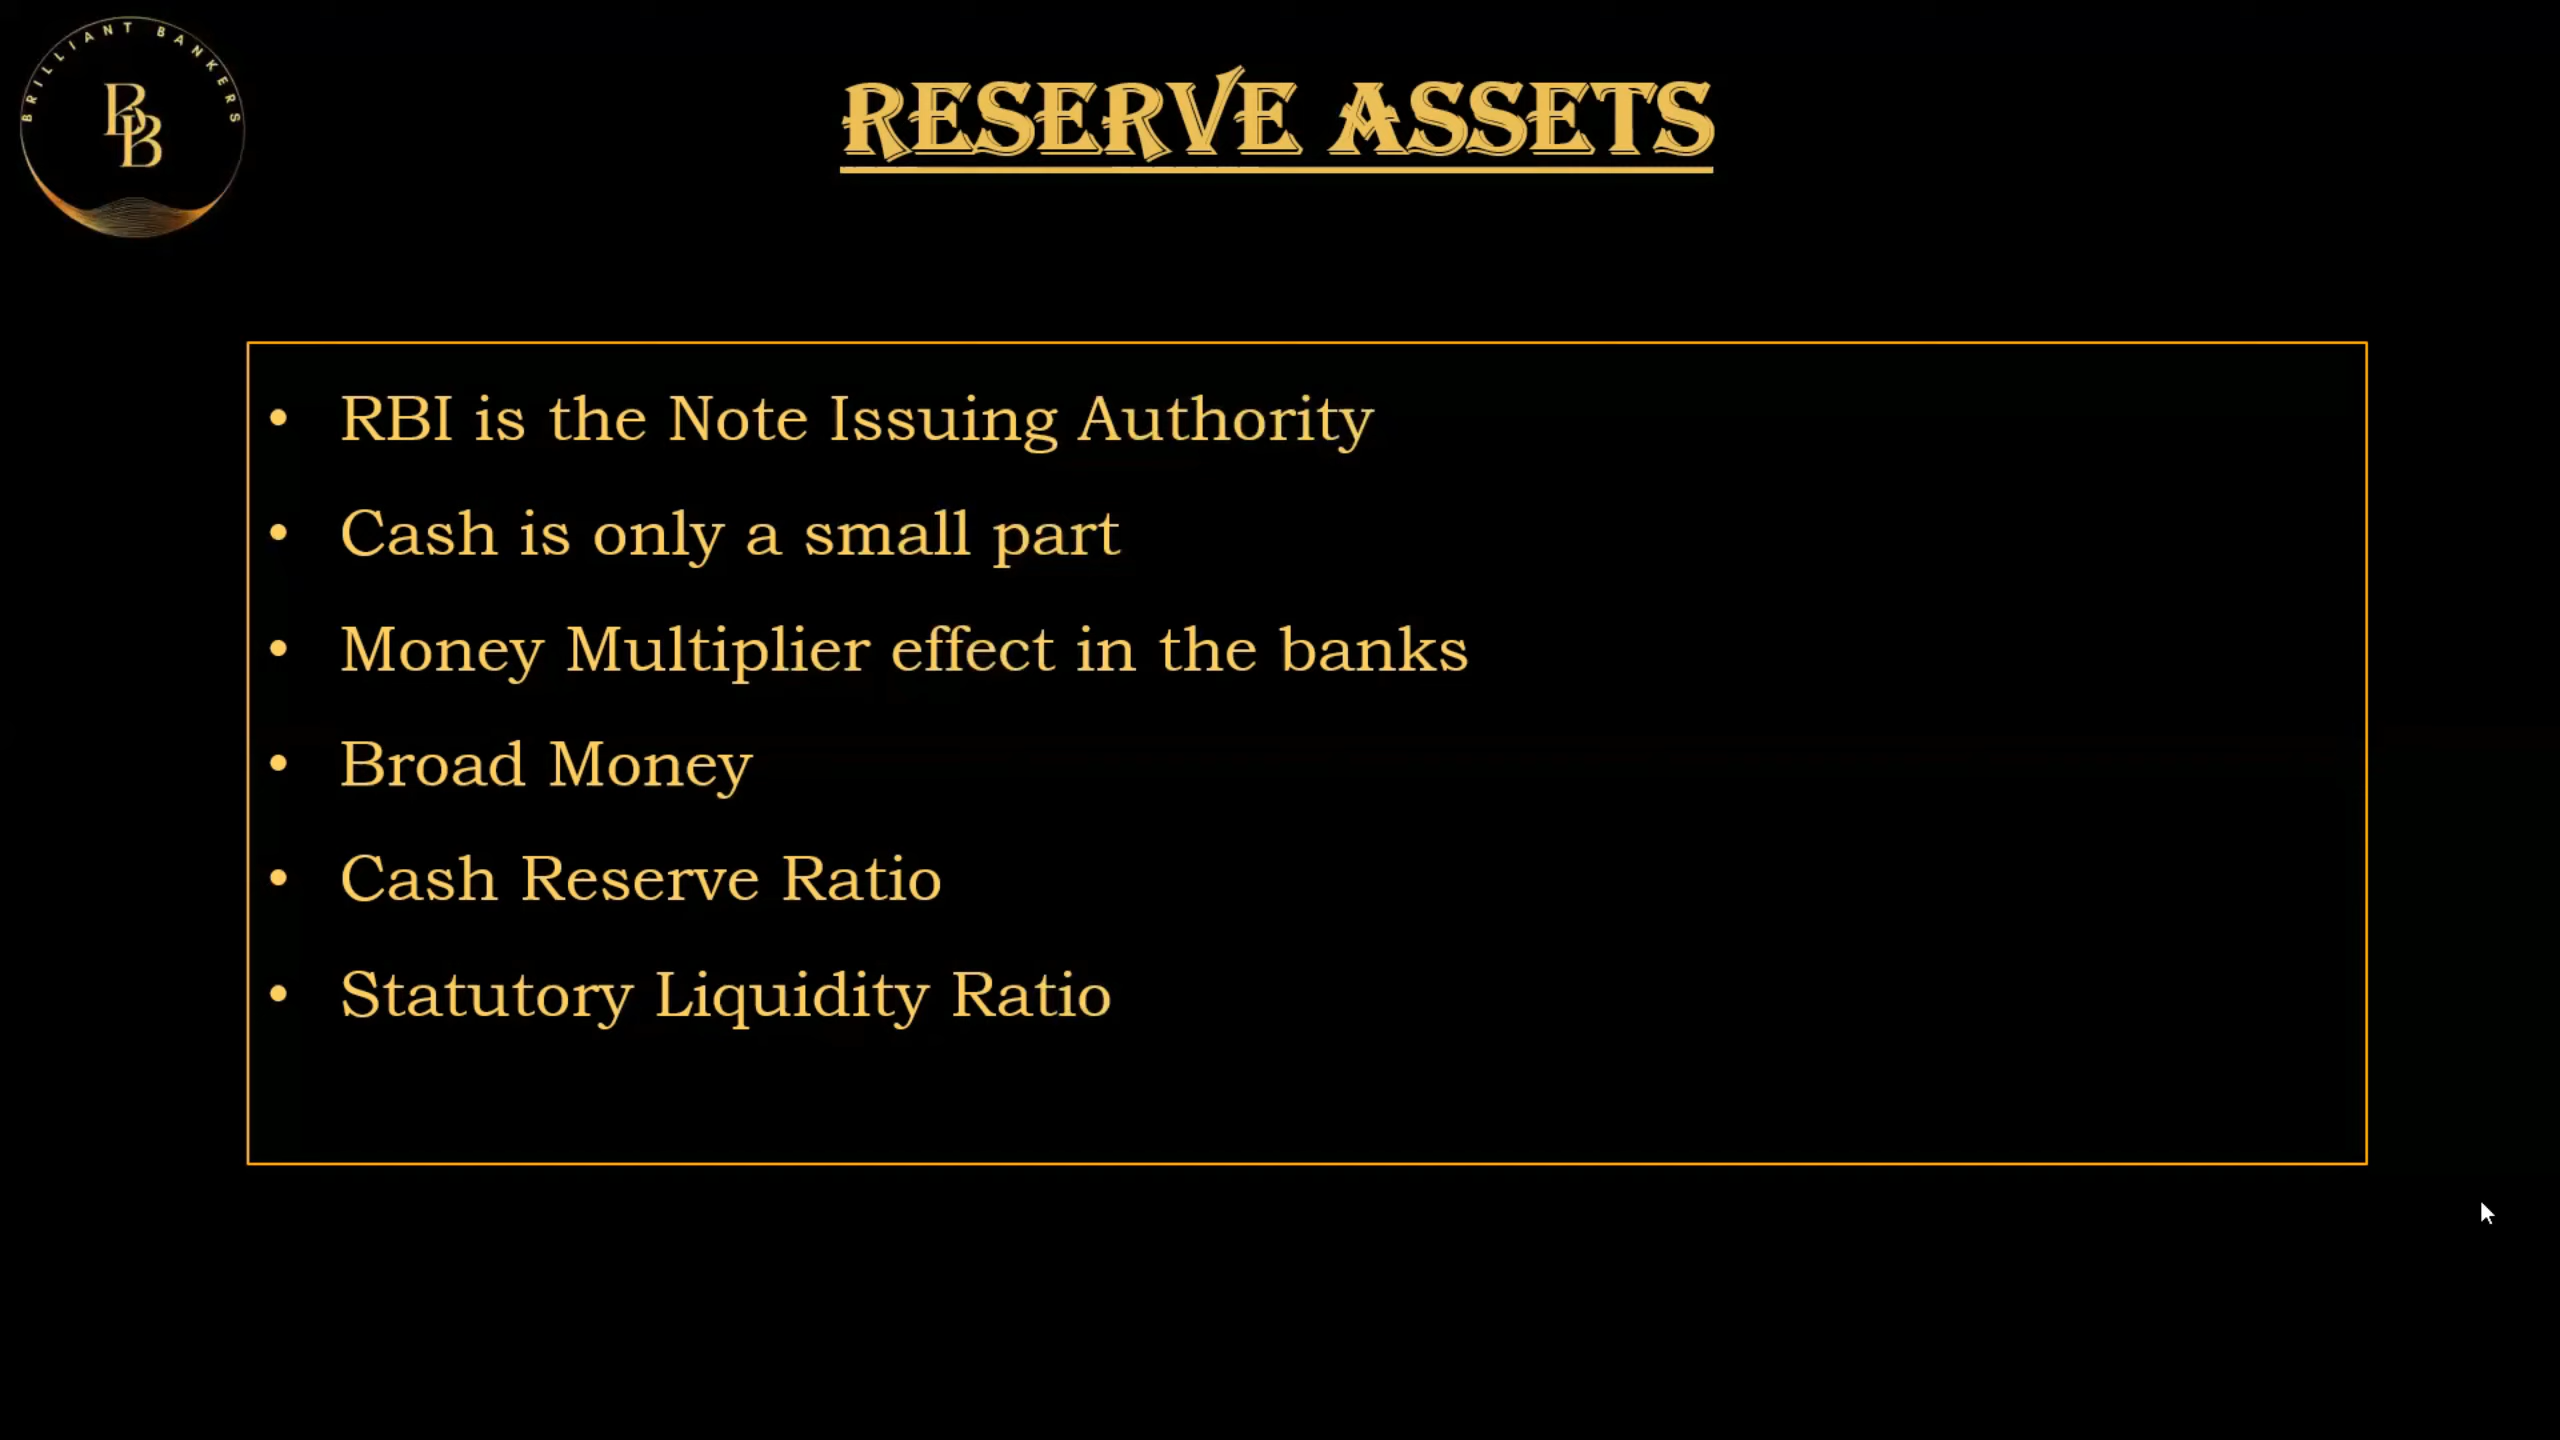 BRILLIANT BANKERS
BB
RESERVE ASSETS
• RBI is the Note Issuing Authority
• Cash is only a small part
• Money Multiplier effect in the banks
• Broad Money
• Cash Reserve Ratio
• Statutory Liquidity Ratio